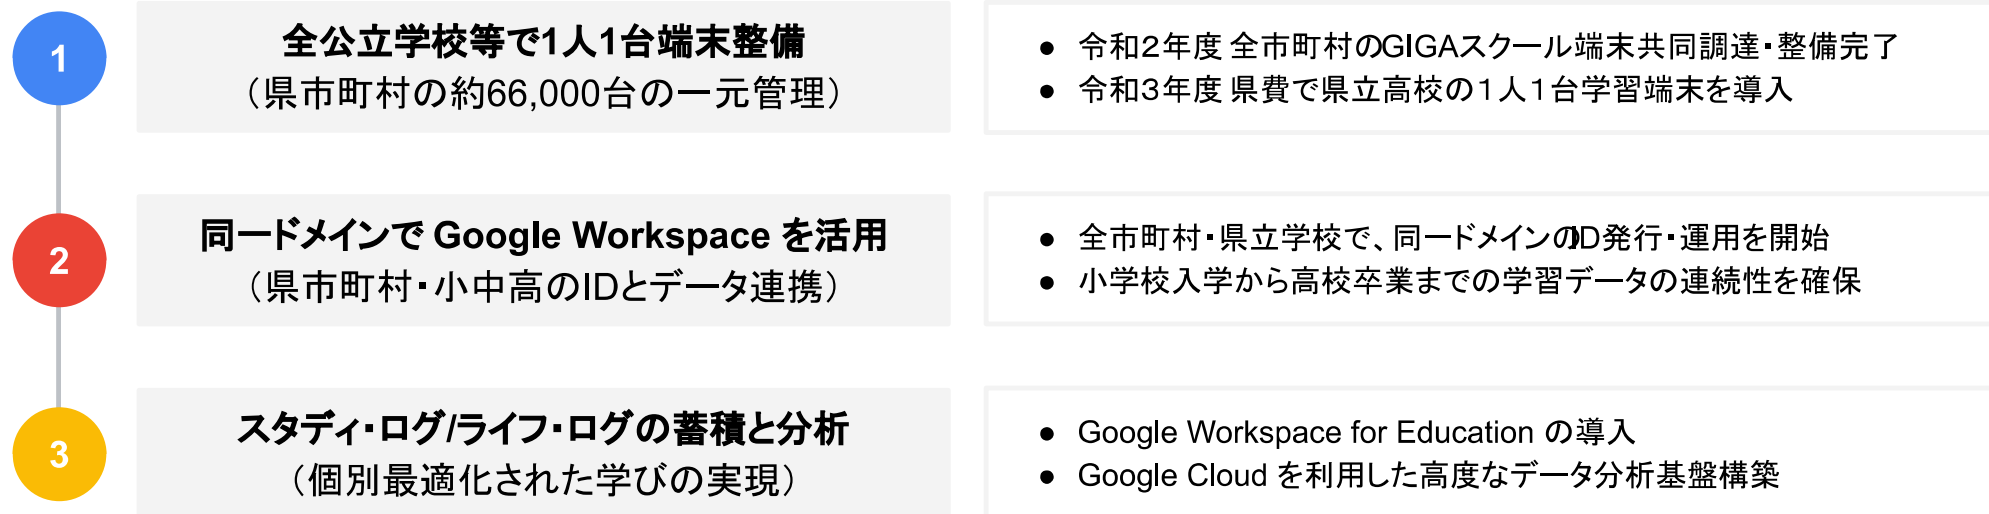 1
全公立学校等で1人1台端末整備
（県市町村の約66,000台の一元管理）
● 令和２年度 全市町村のGIGAスクール端末共同調達・整備完了
● 令和３年度 県費で県立高校の１人１台学習端末を導入
2
同一ドメインで Google Workspace を活用
（県市町村・小中高のIDとデータ連携）
● 全市町村・県立学校で、同一ドメインのID発行・運用を開始
● 小学校入学から高校卒業までの学習データの連続性を確保
3
スタディ・ログ/ライフ・ログの蓄積と分析
（個別最適化された学びの実現）
● Google Workspace for Education の導入
● Google Cloud を利用した高度なデータ分析基盤構築